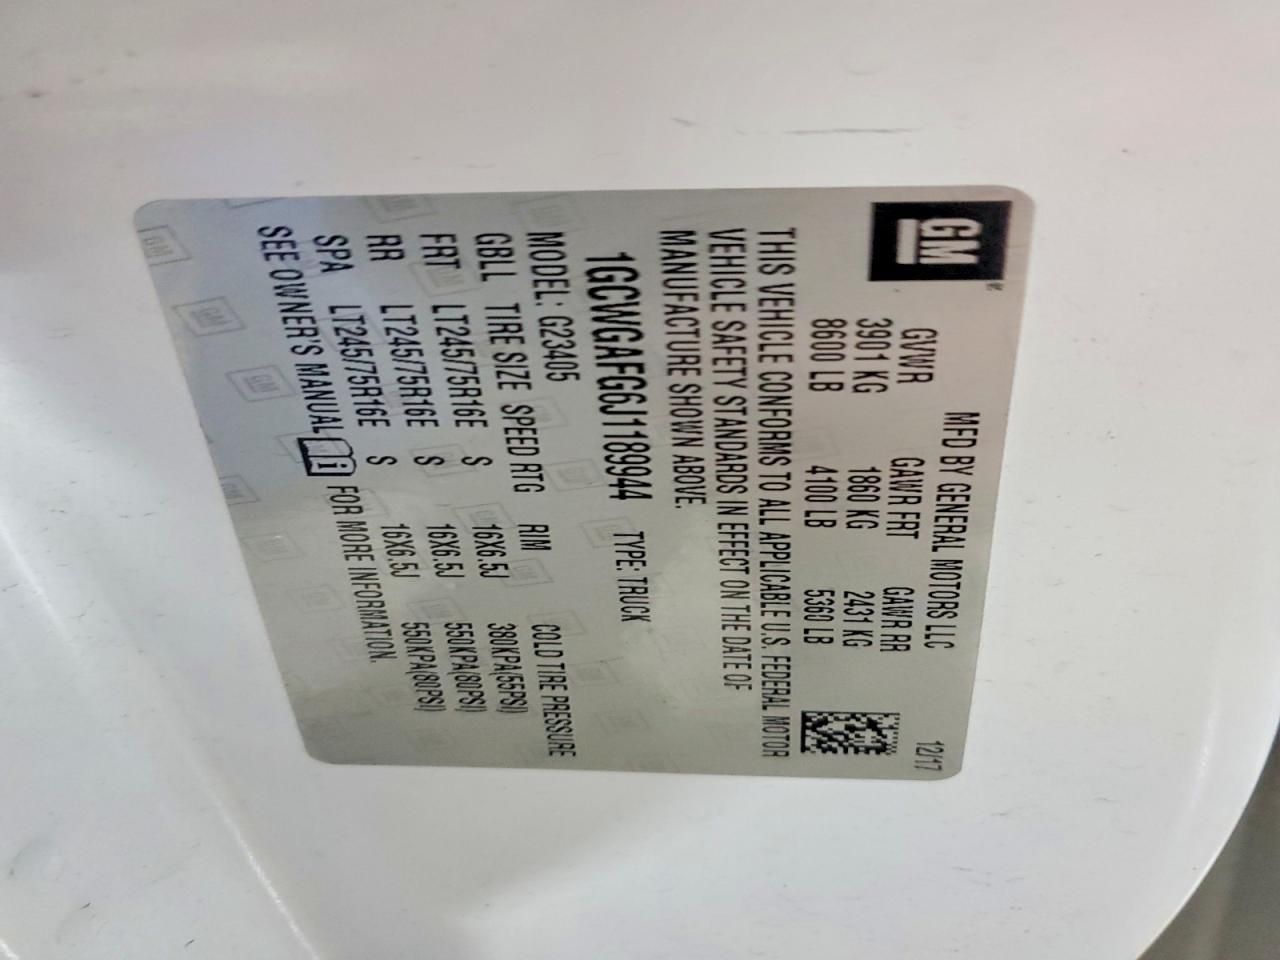 GM
MFD BY GENERAL MOTORS LLC 12/17
GVWR GAWR FRT GAWR RR
3901 KG 1860 KG 2431 KG
8600 LB 4100 LB 5360 LB
THIS VEHICLE CONFORMS TO ALL APPLICABLE U.S. FEDERAL MOTOR
VEHICLE SAFETY STANDARDS IN EFFECT ON THE DATE OF
MANUFACTURE SHOWN ABOVE.
1GCWGAFG6J1189944 TYPE: TRUCK
MODEL: G23405
GBLL TIRE SIZE SPEED RTG RIM COLD TIRE PRESSURE
FRT LT245/75R16E S 16X6.5J 380KPA(55PSI)
RR LT245/75R16E S 16X6.5J 550KPA(80PSI)
SPA LT245/75R16E S 16X6.5J 550KPA(80PSI)
SEE OWNER'S MANUAL FOR MORE INFORMATION.